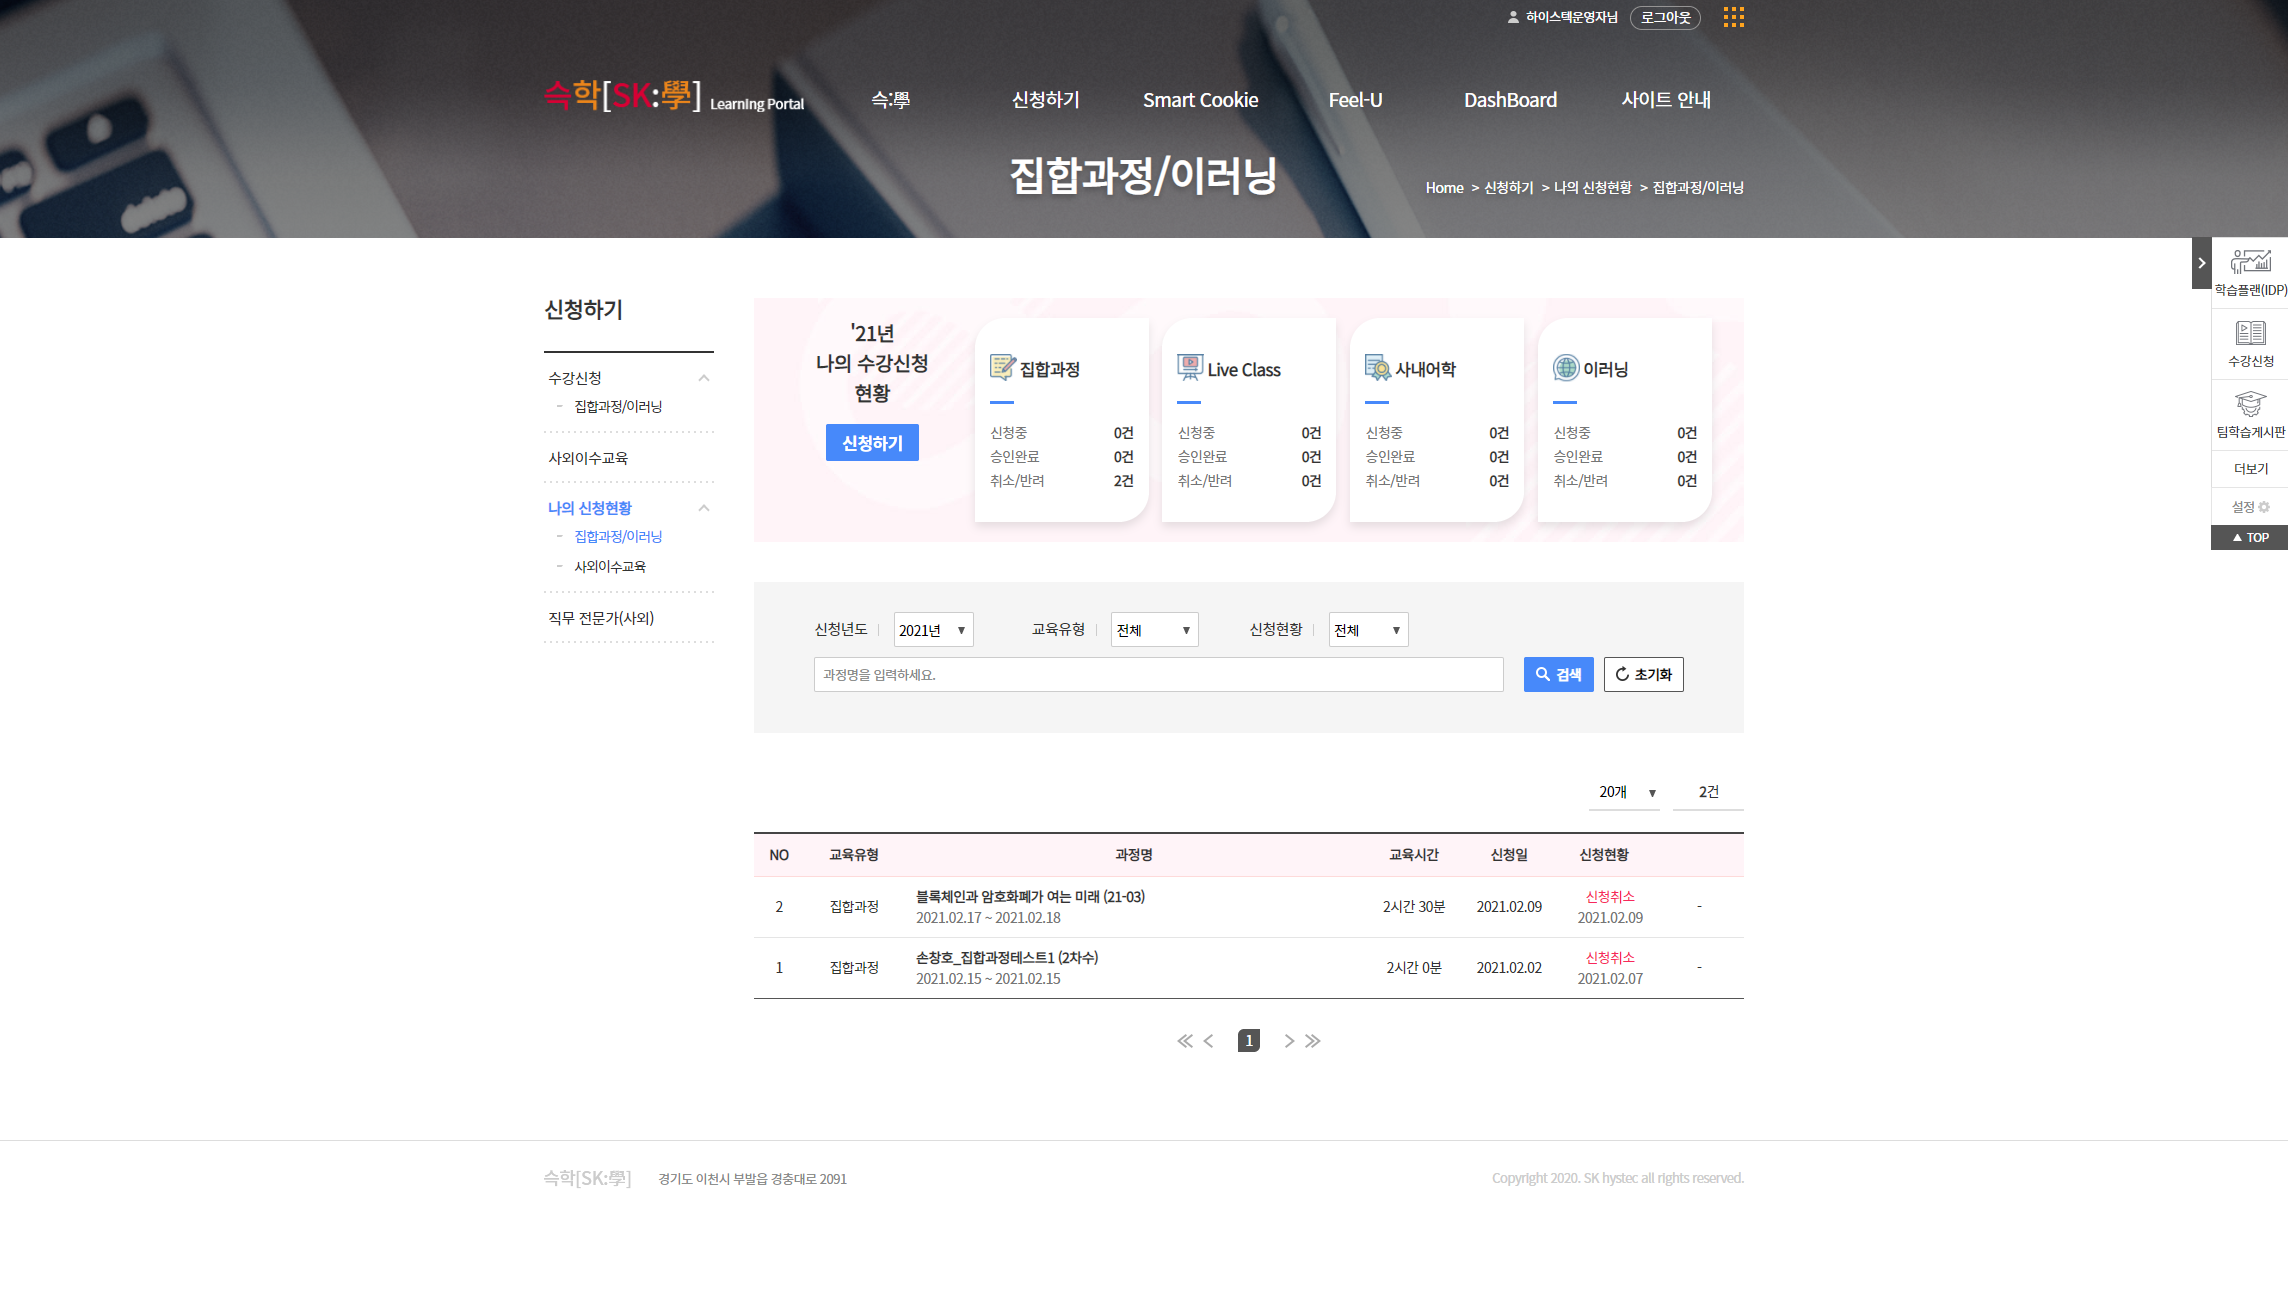 하이스텍운영자님 로그아웃
슥학[SK:學] Learning Portal
슥:學 신청하기 Smart Cookie Feel-U DashBoard 사이트 안내
집합과정/이러닝
Home > 신청하기 > 나의 신청현황 > 집합과정/이러닝
학습플랜(IDP)
수강신청
팀학습게시판
더보기
설정
▲ TOP
신청하기
수강신청
- 집합과정/이러닝
사외이수교육
나의 신청현황
- 집합과정/이러닝
- 사외이수교육
직무 전문가(사외)
'21년
나의 수강신청
현황
신청하기
집합과정
신청중 0건
승인완료 0건
취소/반려 2건
Live Class
신청중 0건
승인완료 0건
취소/반려 0건
사내어학
신청중 0건
승인완료 0건
취소/반려 0건
이러닝
신청중 0건
승인완료 0건
취소/반려 0건
신청년도 2021년 ▼ 교육유형 전체 ▼ 신청현황 전체 ▼
과정명을 입력하세요. 검색 초기화
20개 ▼ 2건
NO 교육유형 과정명 교육시간 신청일 신청현황
2 집합과정 블록체인과 암호화폐가 여는 미래 (21-03) 2시간 30분 2021.02.09 신청취소 -
2021.02.17 ~ 2021.02.18 2021.02.09
1 집합과정 손창호_집합과정테스트1 (2차수) 2시간 0분 2021.02.02 신청취소 -
2021.02.15 ~ 2021.02.15 2021.02.07
1
슥학[SK:學] 경기도 이천시 부발읍 경충대로 2091 Copyright 2020. SK hystec all rights reserved.